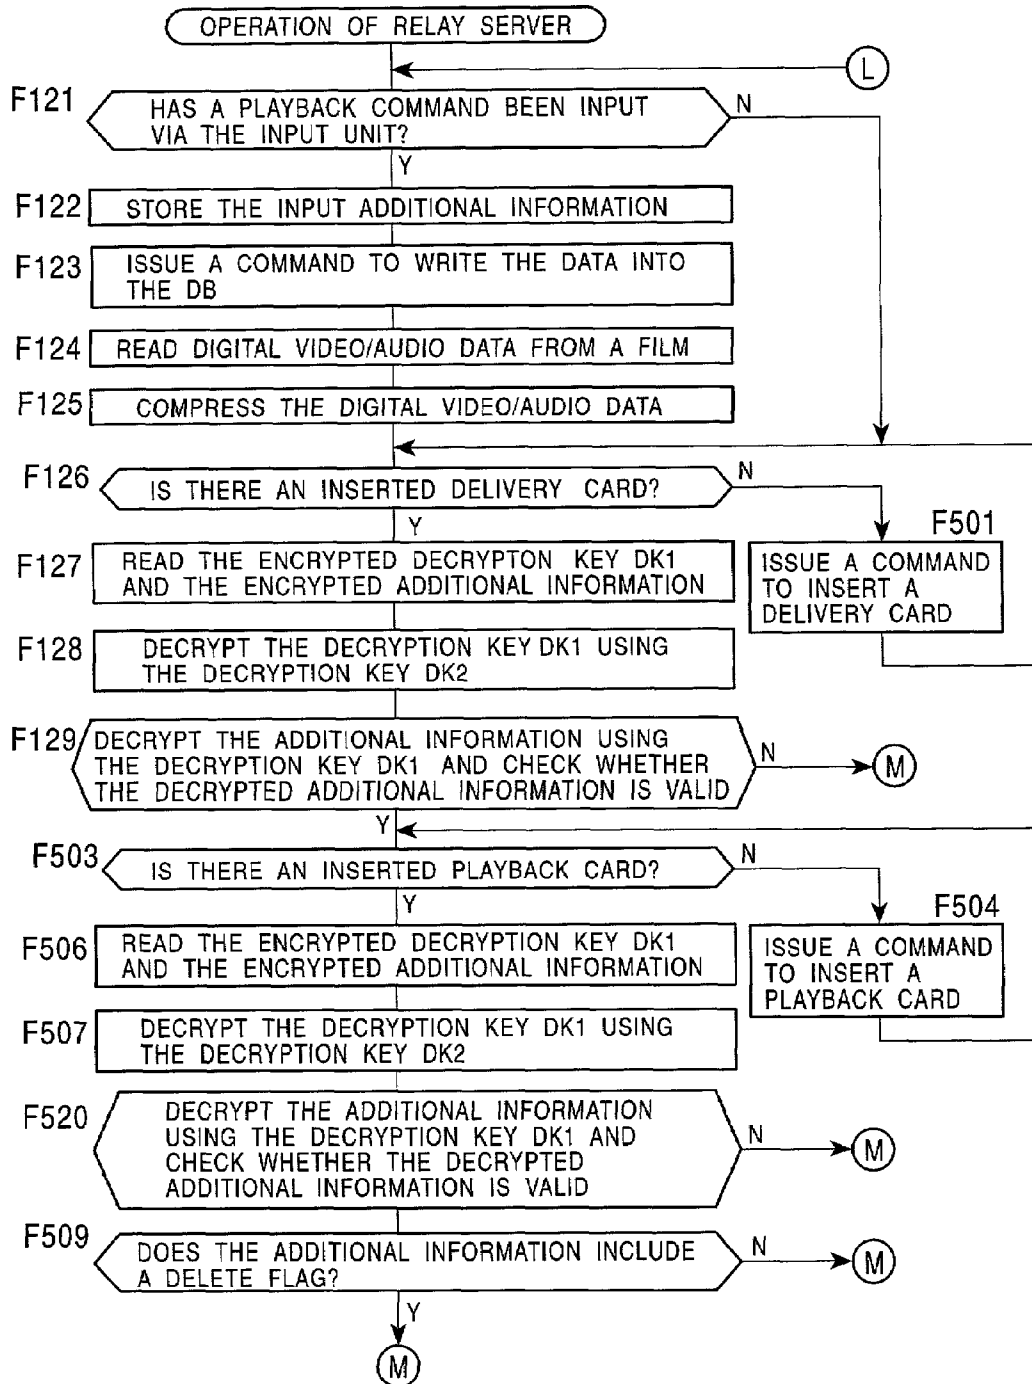 OPERATION OF RELAY SERVER
L
F121
HAS A PLAYBACK COMMAND BEEN INPUT
VIA THE INPUT UNIT?
N
Y
F122
STORE THE INPUT ADDITIONAL INFORMATION
F123
ISSUE A COMMAND TO WRITE THE DATA INTO
THE DB
F124
READ DIGITAL VIDEO/AUDIO DATA FROM A FILM
F125
COMPRESS THE DIGITAL VIDEO/AUDIO DATA
F126
IS THERE AN INSERTED DELIVERY CARD?
N
Y
F501
ISSUE A COMMAND
TO INSERT A
DELIVERY CARD
F127
READ THE ENCRYPTED DECRYPTON KEY DK1
AND THE ENCRYPTED ADDITIONAL INFORMATION
F128
DECRYPT THE DECRYPTION KEY DK1 USING
THE DECRYPTION KEY DK2
F129
DECRYPT THE ADDITIONAL INFORMATION USING
THE DECRYPTION KEY DK1 AND CHECK WHETHER
THE DECRYPTED ADDITIONAL INFORMATION IS VALID
N
M
Y
F503
IS THERE AN INSERTED PLAYBACK CARD?
N
Y
F504
ISSUE A COMMAND
TO INSERT A
PLAYBACK CARD
F506
READ THE ENCRYPTED DECRYPTION KEY DK1
AND THE ENCRYPTED ADDITIONAL INFORMATION
F507
DECRYPT THE DECRYPTION KEY DK1 USING
THE DECRYPTION KEY DK2
F520
DECRYPT THE ADDITIONAL INFORMATION
USING THE DECRYPTION KEY DK1 AND
CHECK WHETHER THE DECRYPTED
ADDITIONAL INFORMATION IS VALID
N
M
F509
DOES THE ADDITIONAL INFORMATION INCLUDE
A DELETE FLAG?
N
M
Y
M